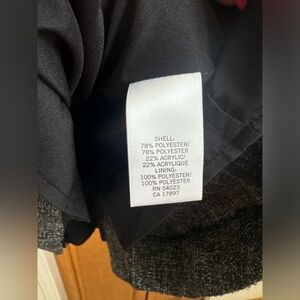 SHELL:
78% POLYESTER/
78% POLYESTER
22% ACRYLIC/
22% ACRYLIQUE
LINING:
100% POLYESTER/
100% POLYESTER
RN 54023
CA 17897